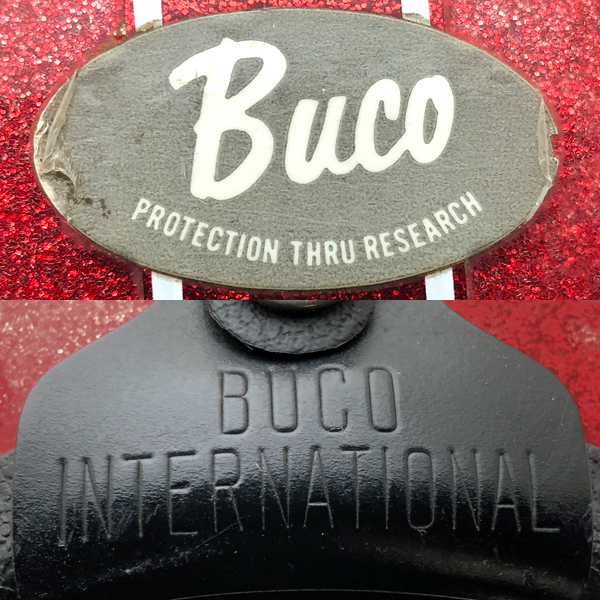 Buco
PROTECTION THRU RESEARCH
BUCO
INTERNATIONAL